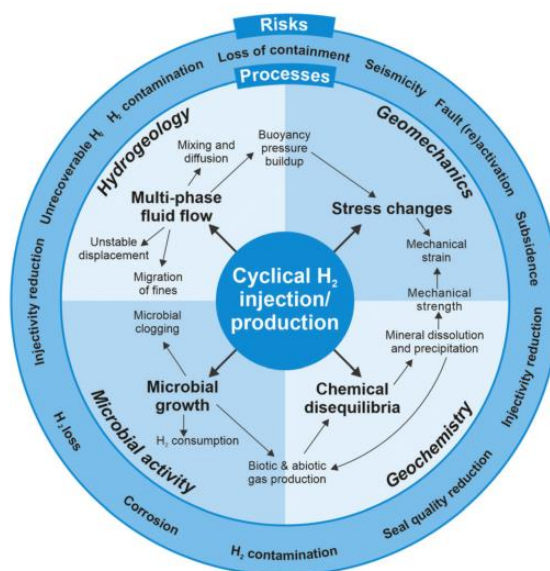 Risks
Loss of containment
Processes
Seismicity
Fault (re)activation
Subsidence
Injectivity reduction
Seal quality reduction
H₂ contamination
Corrosion
H₂ loss
Injectivity reduction
Unrecoverable H₂
H₂ contamination
Hydrogeology
Mixing and
diffusion
Buoyancy
pressure
buildup
Multi-phase
fluid flow
Unstable
displacement
Migration
of fines
Geomechanics
Stress changes
Mechanical
strain
Mechanical
strength
Cyclical H₂
injection/
production
Microbial
clogging
Microbial
growth
H₂ consumption
Microbial activity
Mineral dissolution
and precipitation
Chemical
disequilibria
Biotic & abiotic
gas production
Geochemistry